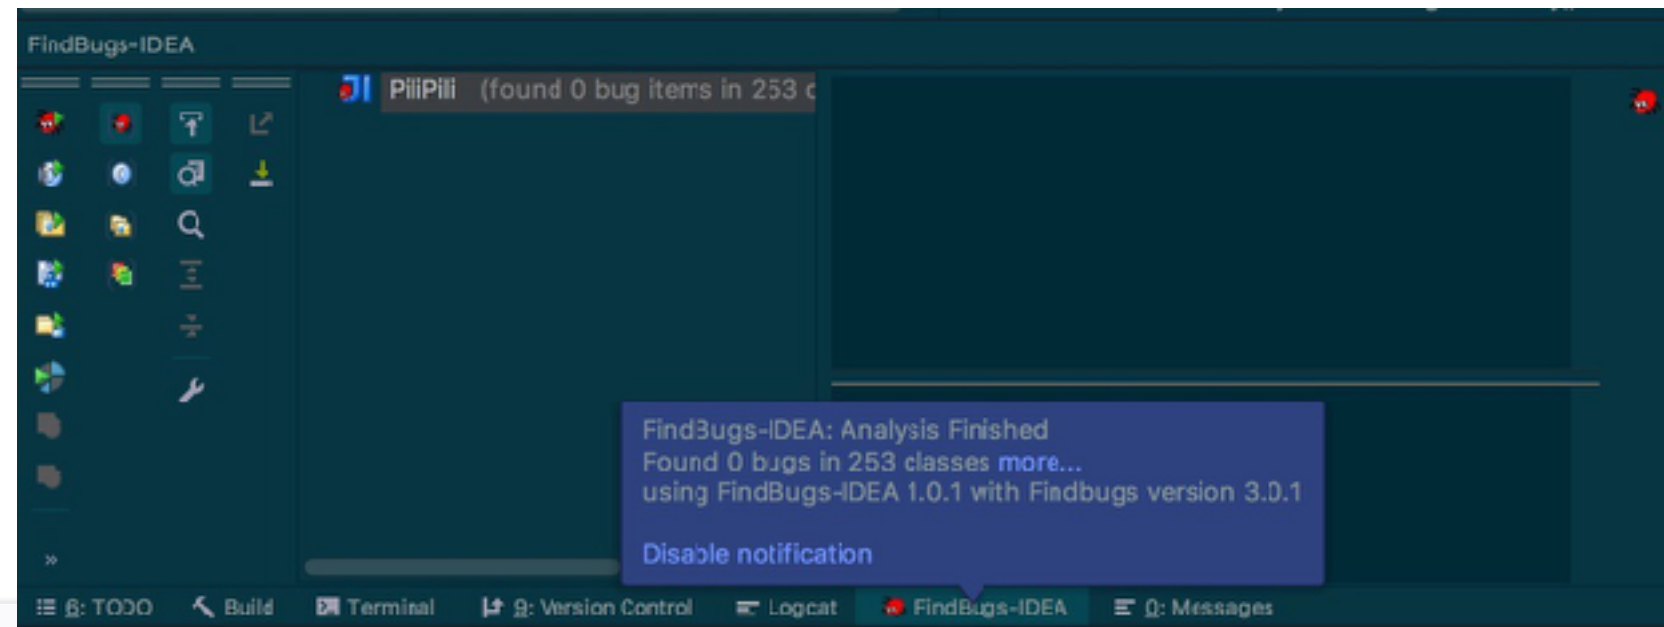 FindBugs-IDEA
PiliPili (found 0 bug items in 253 c
FindBugs-IDEA: Analysis Finished
Found 0 bugs in 253 classes more...
using FindBugs-IDEA 1.0.1 with Findbugs version 3.0.1
Disable notification
»
6: TODO Build Terminal 9: Version Control Logcat FindBugs-IDEA 0: Messages